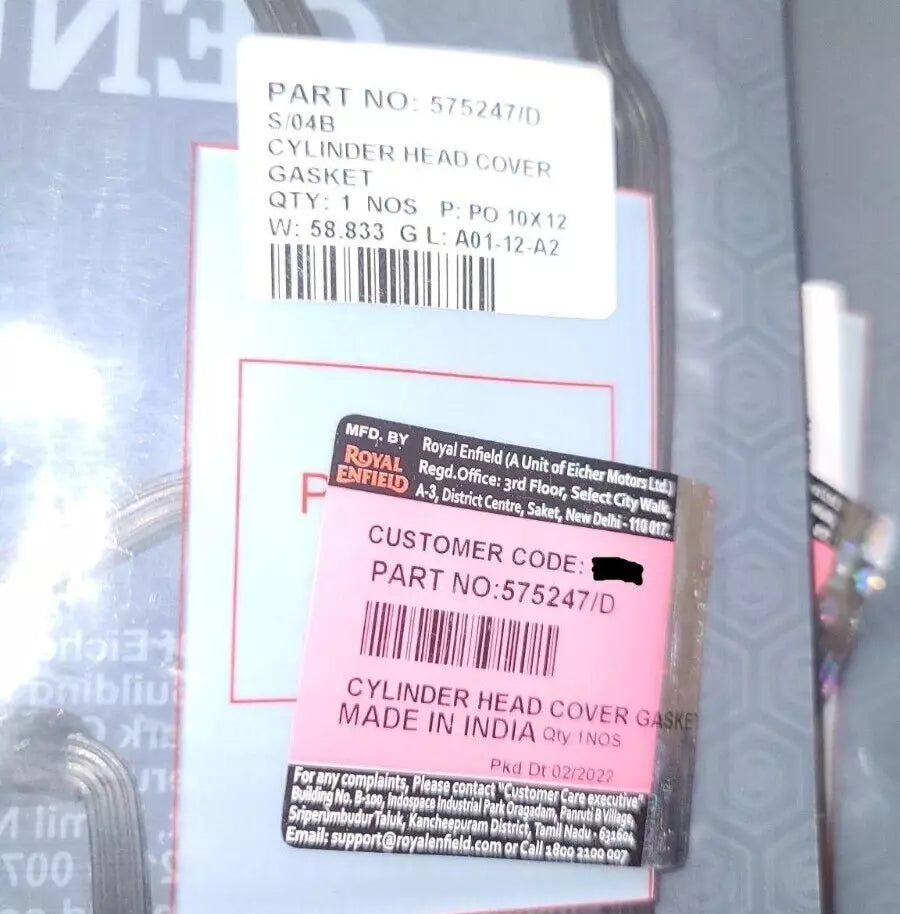 GEN
PART NO: 575247/D
S/04B
CYLINDER HEAD COVER
GASKET
QTY: 1 NOS P: PO 10X12
W: 58.833 G L: A01-12-A2
P
MFD. BY
ROYAL
ENFIELD
Royal Enfield (A Unit of Eicher Motors Ltd.)
Regd.Office: 3rd Floor, Select City Walk,
A-3, District Centre, Saket, New Delhi - 110 017.
CUSTOMER CODE:
PART NO:575247/D
CYLINDER HEAD COVER GASKET
MADE IN INDIA Qty 1NOS
Pkd Dt:02/2022
For any complaints, Please contact "Customer Care executive"
Building No. B-100, Indospace Industrial Park Oragadam, Panruti B Village,
Sriperumbudur Taluk, Kancheepuram District, Tamil Nadu - 631604
Email: support@royalenfield.com or Call 1800 2100 007